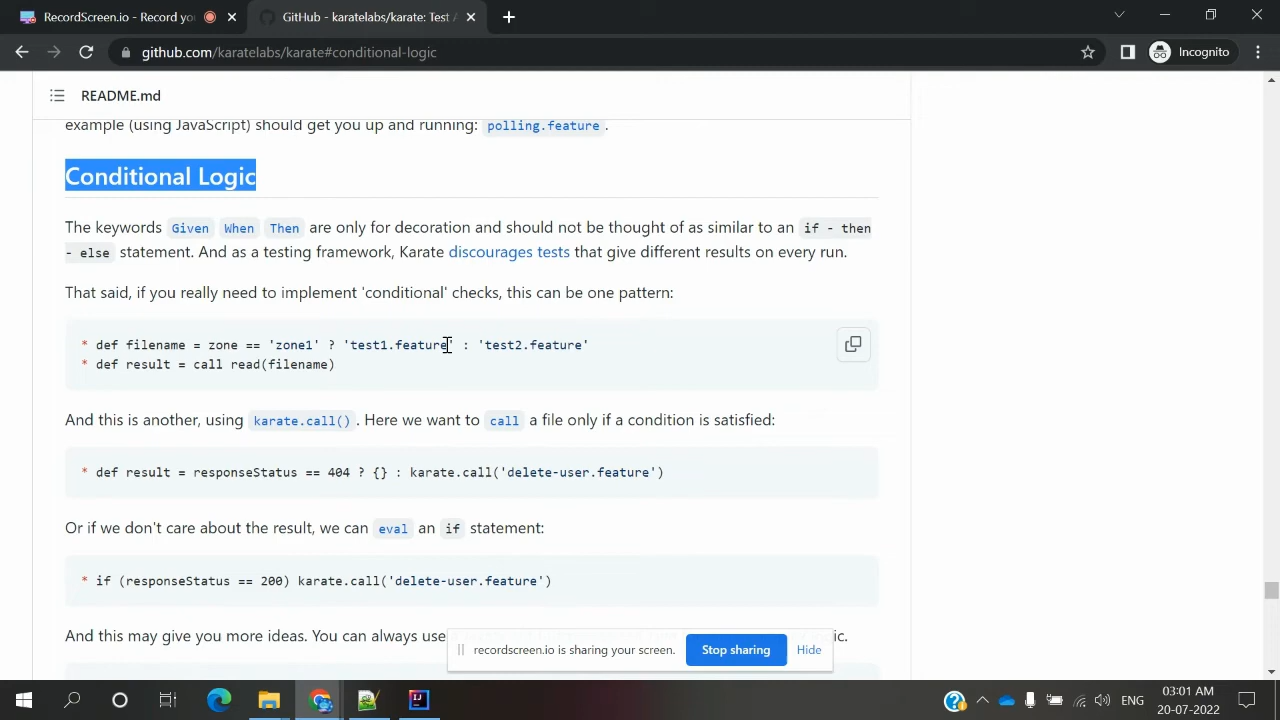 RecordScreen.io - Record yo
GitHub - karatelabs/karate: Test A
github.com/karatelabs/karate#conditional-logic
Incognito
README.md
example (using JavaScript) should get you up and running: polling.feature.
Conditional Logic
The keywords Given When Then are only for decoration and should not be thought of as similar to an if - then
- else statement. And as a testing framework, Karate discourages tests that give different results on every run.
That said, if you really need to implement 'conditional' checks, this can be one pattern:
* def filename = zone == 'zone1' ? 'test1.feature' : 'test2.feature'
* def result = call read(filename)
And this is another, using karate.call(). Here we want to call a file only if a condition is satisfied:
* def result = responseStatus == 404 ? {} : karate.call('delete-user.feature')
Or if we don't care about the result, we can eval an if statement:
* if (responseStatus == 200) karate.call('delete-user.feature')
And this may give you more ideas. You can always use
ic.
recordscreen.io is sharing your screen. Stop sharing Hide
ENG
03:01 AM
20-07-2022